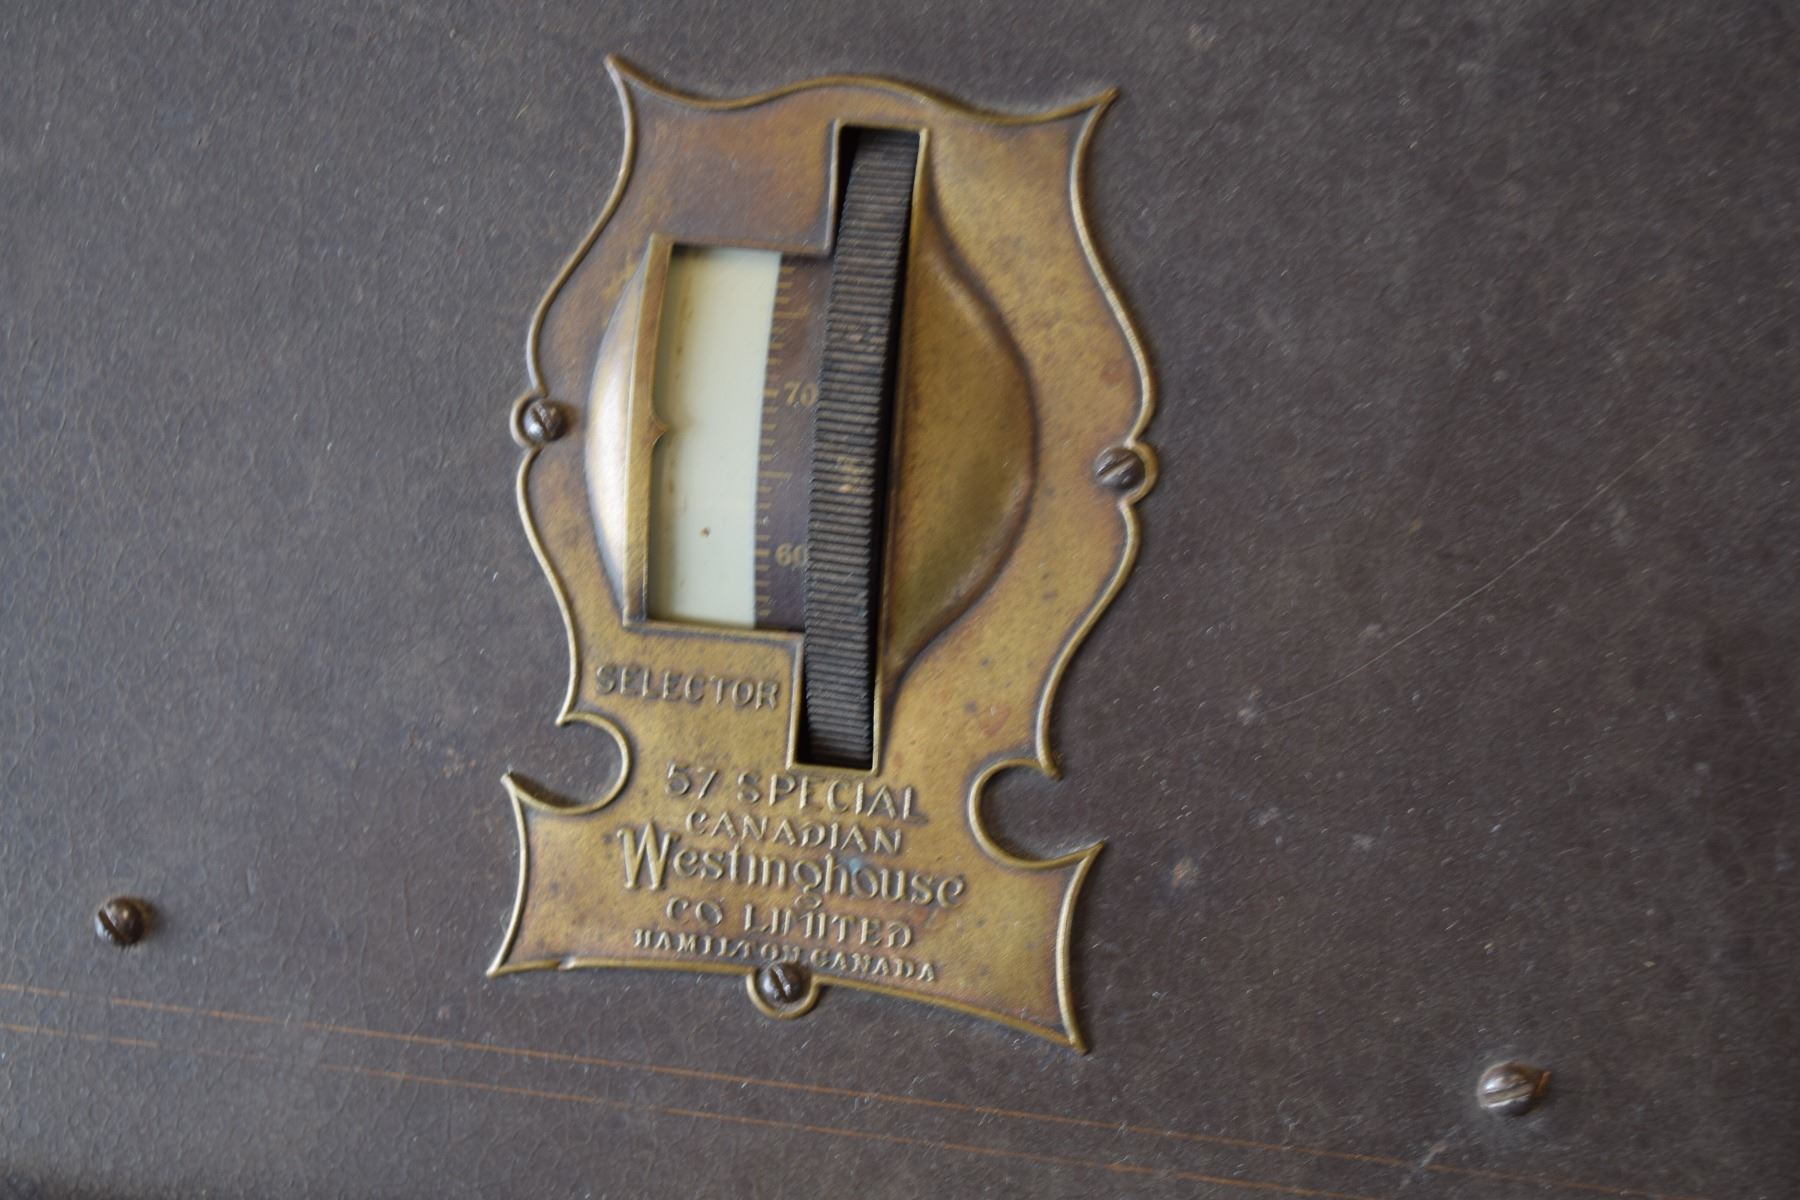 70
60
SELECTOR
57 SPECIAL
CANADIAN
Westinghouse
CO LIMITED
HAMILTON, CANADA